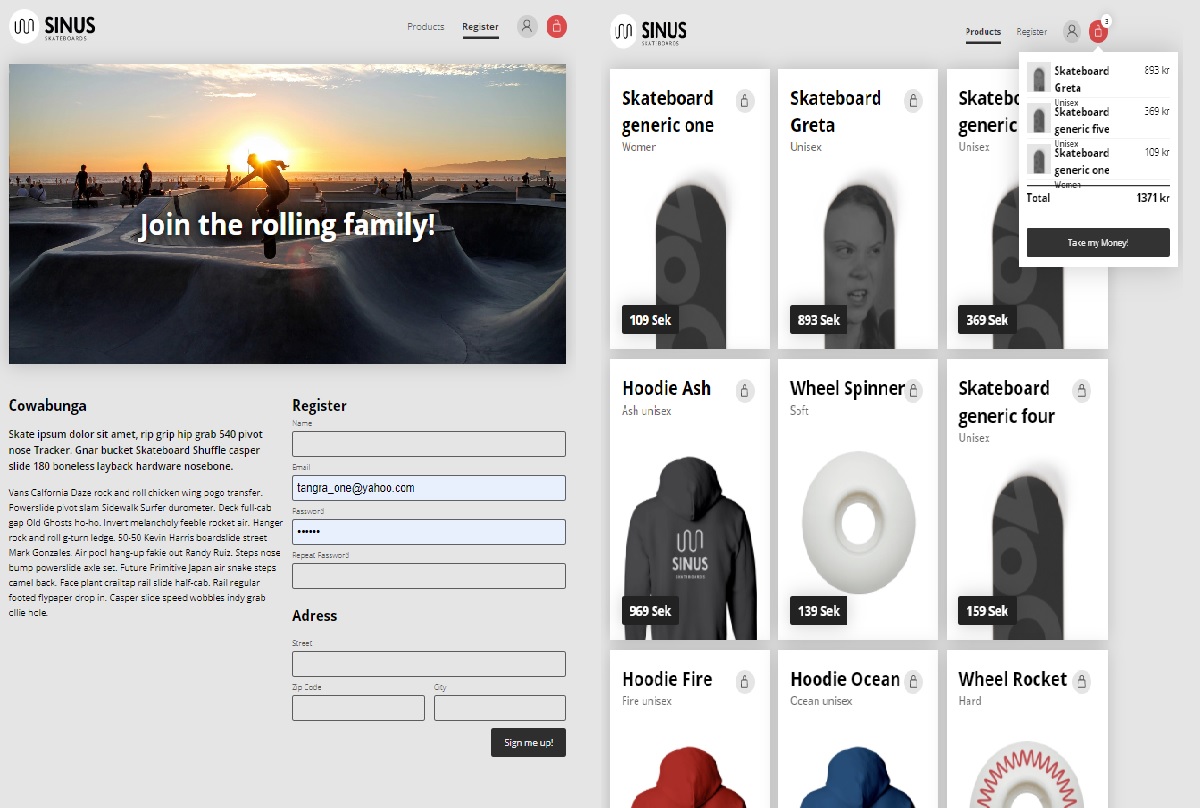 SINUS
SKATEBOARDS
Products
Register
Join the rolling family!
Cowabunga
Skate ipsum dolor sit amet, rip grip hip grab 540 pivot
nose Tracker. Gnar bucket Skateboard Shuffle casper
slide 180 boneless layback hardware nosebone.
Vans Calfornia Daze rock and roll chicken wing pogo transfer.
Powerslide pivot slam Sidewalk Surfer durometer. Deck full-cab
gap Old Ghosts ho-ho. Invert melancholy feeble rocket air. Hanger
rock and roll g-turn ledge. 50-50 Kevin Harris boardslide street
Mark Gonzales. Air pool hang-up fakie out Randy Ruiz. Steps nose
bump powerslide axle set. Future Primitive Japan air snake steps
camel back. Face plant crailtap rail slide half-cab. Rail regular
footed flypaper drop in. Casper slice speed wobbles indy grab
ollie hole.
Register
Name
Email
tangra_one@yahoo.com
Password
••••••
Repeat Password
Adress
Street
Zip Code
City
Sign me up!
SINUS
SKATEBOARDS
Products
Register
3
Skateboard
Greta
893 kr
Unisex
Skateboard
generic five
369 kr
Unisex
Skateboard
generic one
109 kr
Women
Total
1371 kr
Take my Money!
Skateboard
generic one
Women
109 Sek
Skateboard
Greta
Unisex
893 Sek
Skatebo
generic
Unisex
369 Sek
Hoodie Ash
Ash unisex
SINUS
SKATEBOARDS
969 Sek
Wheel Spinner
Soft
139 Sek
Skateboard
generic four
Unisex
159 Sek
Hoodie Fire
Fire unisex
Hoodie Ocean
Ocean unisex
Wheel Rocket
Hard